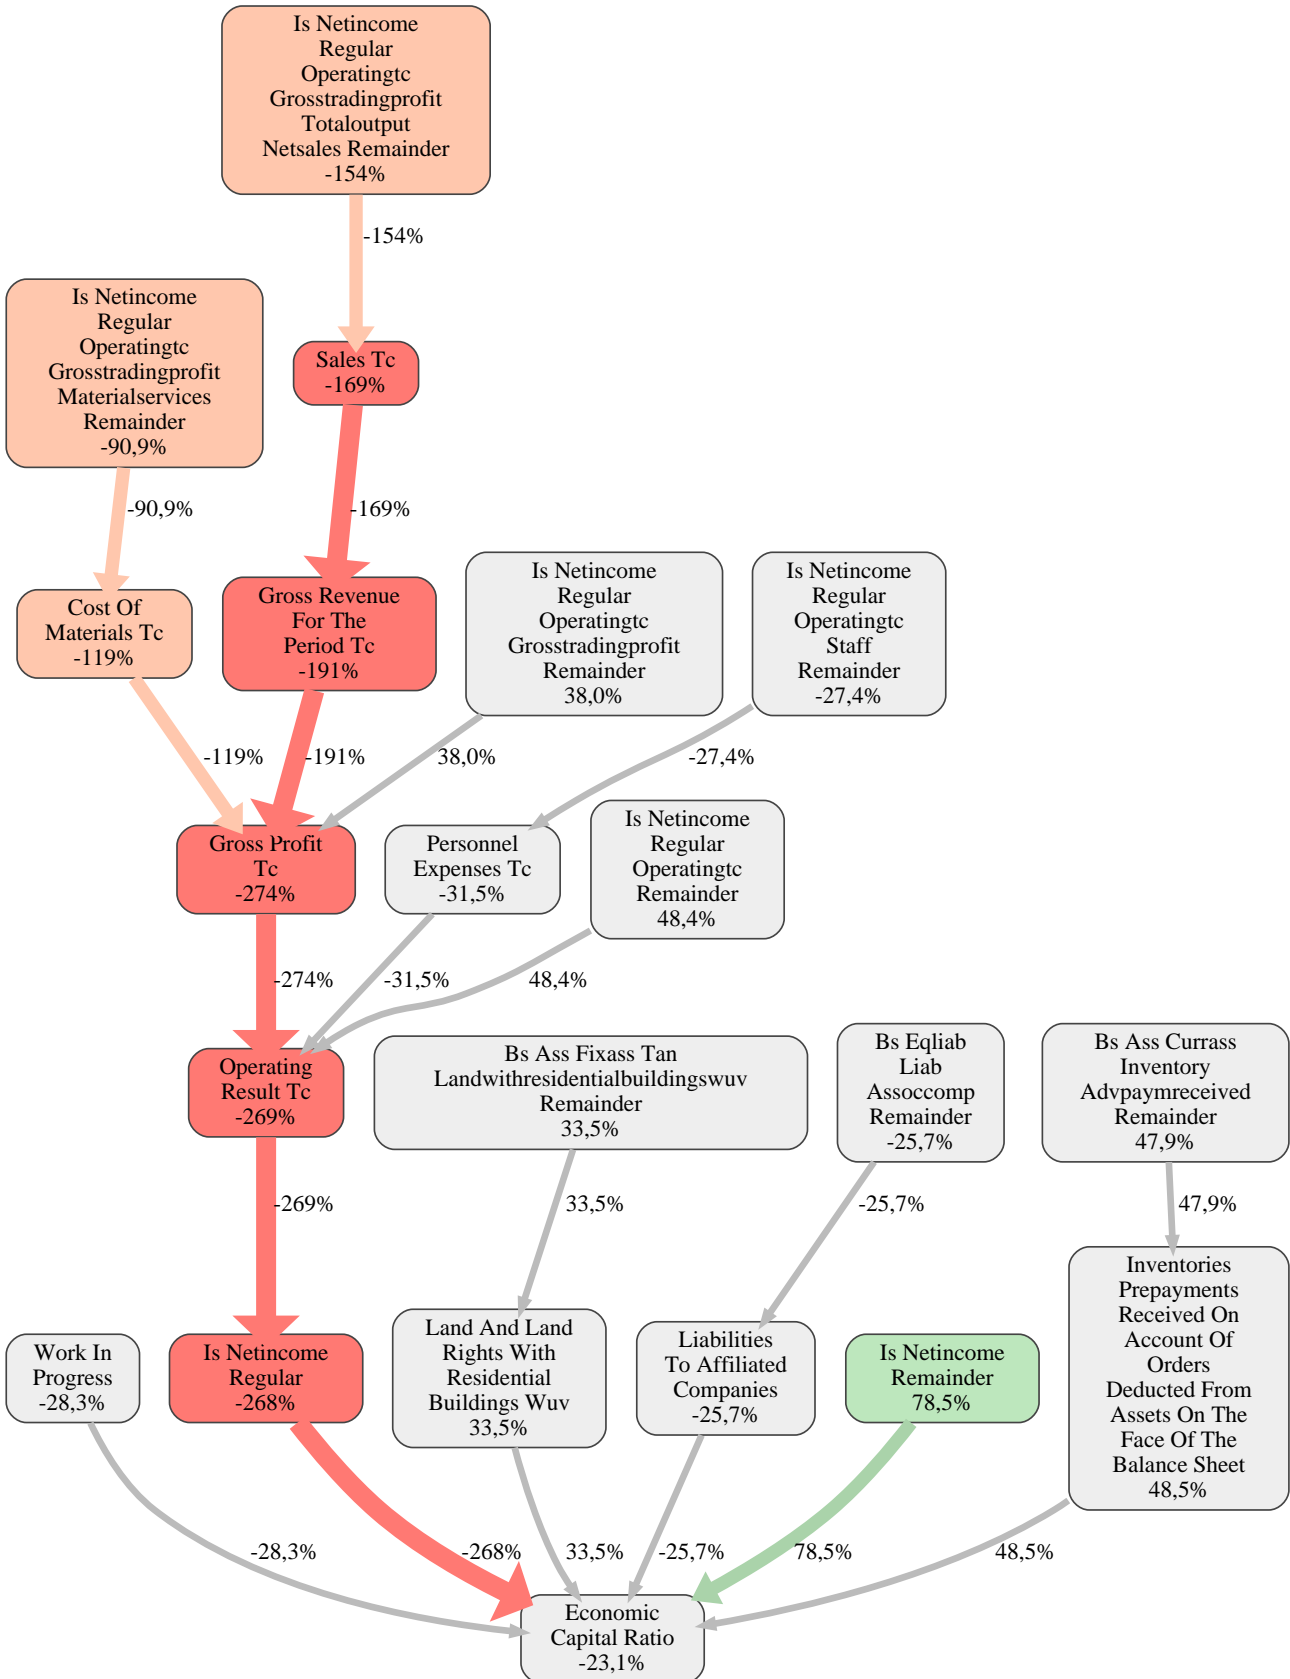 Is Netincome
Regular
Operatingtc
Grosstradingprofit
Totaloutput
Netsales Remainder
-154%
-154%
Is Netincome
Regular
Operatingtc
Grosstradingprofit
Materialservices
Remainder
-90,9%
Sales Tc
-169%
-90,9%
-169%
Cost Of
Materials Tc
-119%
Gross Revenue
For The
Period Tc
-191%
Is Netincome
Regular
Operatingtc
Grosstradingprofit
Remainder
38,0%
Is Netincome
Regular
Operatingtc
Staff
Remainder
-27,4%
-119%
-191%
38,0%
-27,4%
Gross Profit
Tc
-274%
Personnel
Expenses Tc
-31,5%
Is Netincome
Regular
Operatingtc
Remainder
48,4%
-274%
-31,5%
48,4%
Operating
Result Tc
-269%
Bs Ass Fixass Tan
Landwithresidentialbuildingswuv
Remainder
33,5%
Bs Eqliab
Liab
Assoccomp
Remainder
-25,7%
Bs Ass Currass
Inventory
Advpaymreceived
Remainder
47,9%
-269%
33,5%
-25,7%
47,9%
Work In
Progress
-28,3%
Is Netincome
Regular
-268%
Land And Land
Rights With
Residential
Buildings Wuv
33,5%
Liabilities
To Affiliated
Companies
-25,7%
Is Netincome
Remainder
78,5%
Inventories
Prepayments
Received On
Account Of
Orders
Deducted From
Assets On The
Face Of The
Balance Sheet
48,5%
-28,3%
-268%
33,5%
-25,7%
78,5%
48,5%
Economic
Capital Ratio
-23,1%